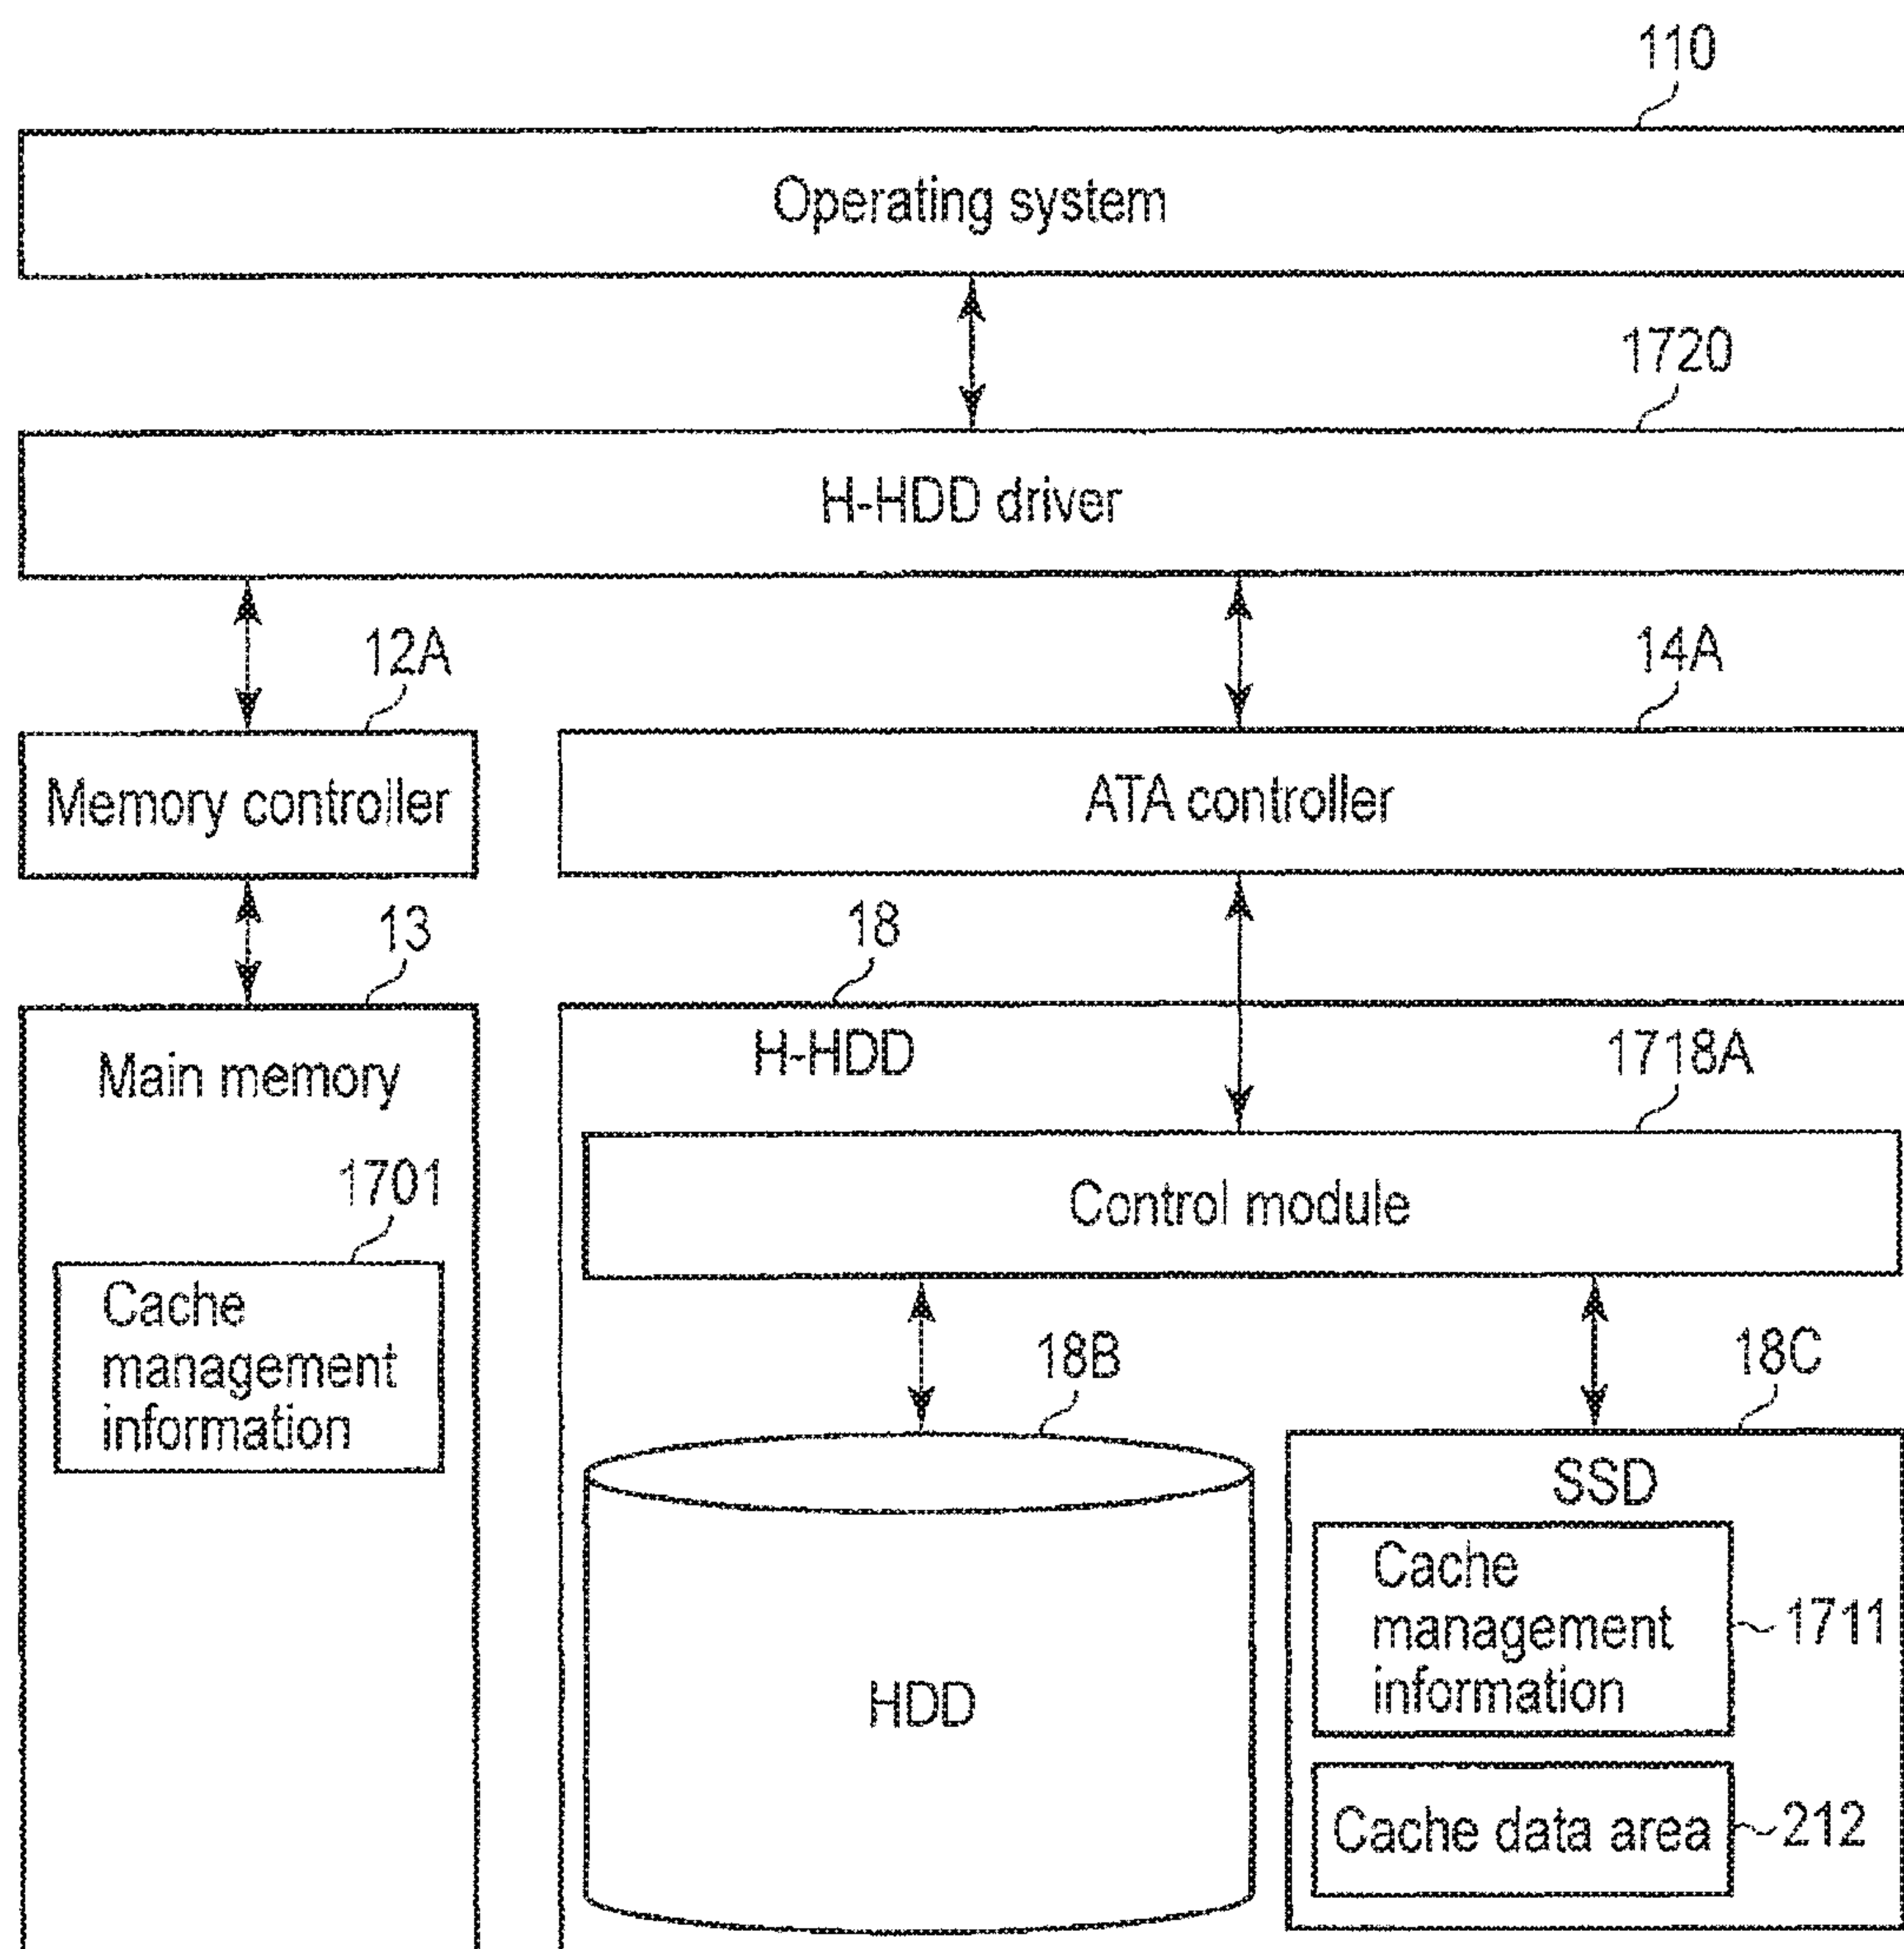 110
Operating system
1720
H-HDD driver
12A
14A
Memory controller
ATA controller
13
18
Main memory
H-HDD
1718A
1701
Control module
Cache
management
information
18B
18C
SSD
Cache
management
information
1711
HDD
Cache data area
212